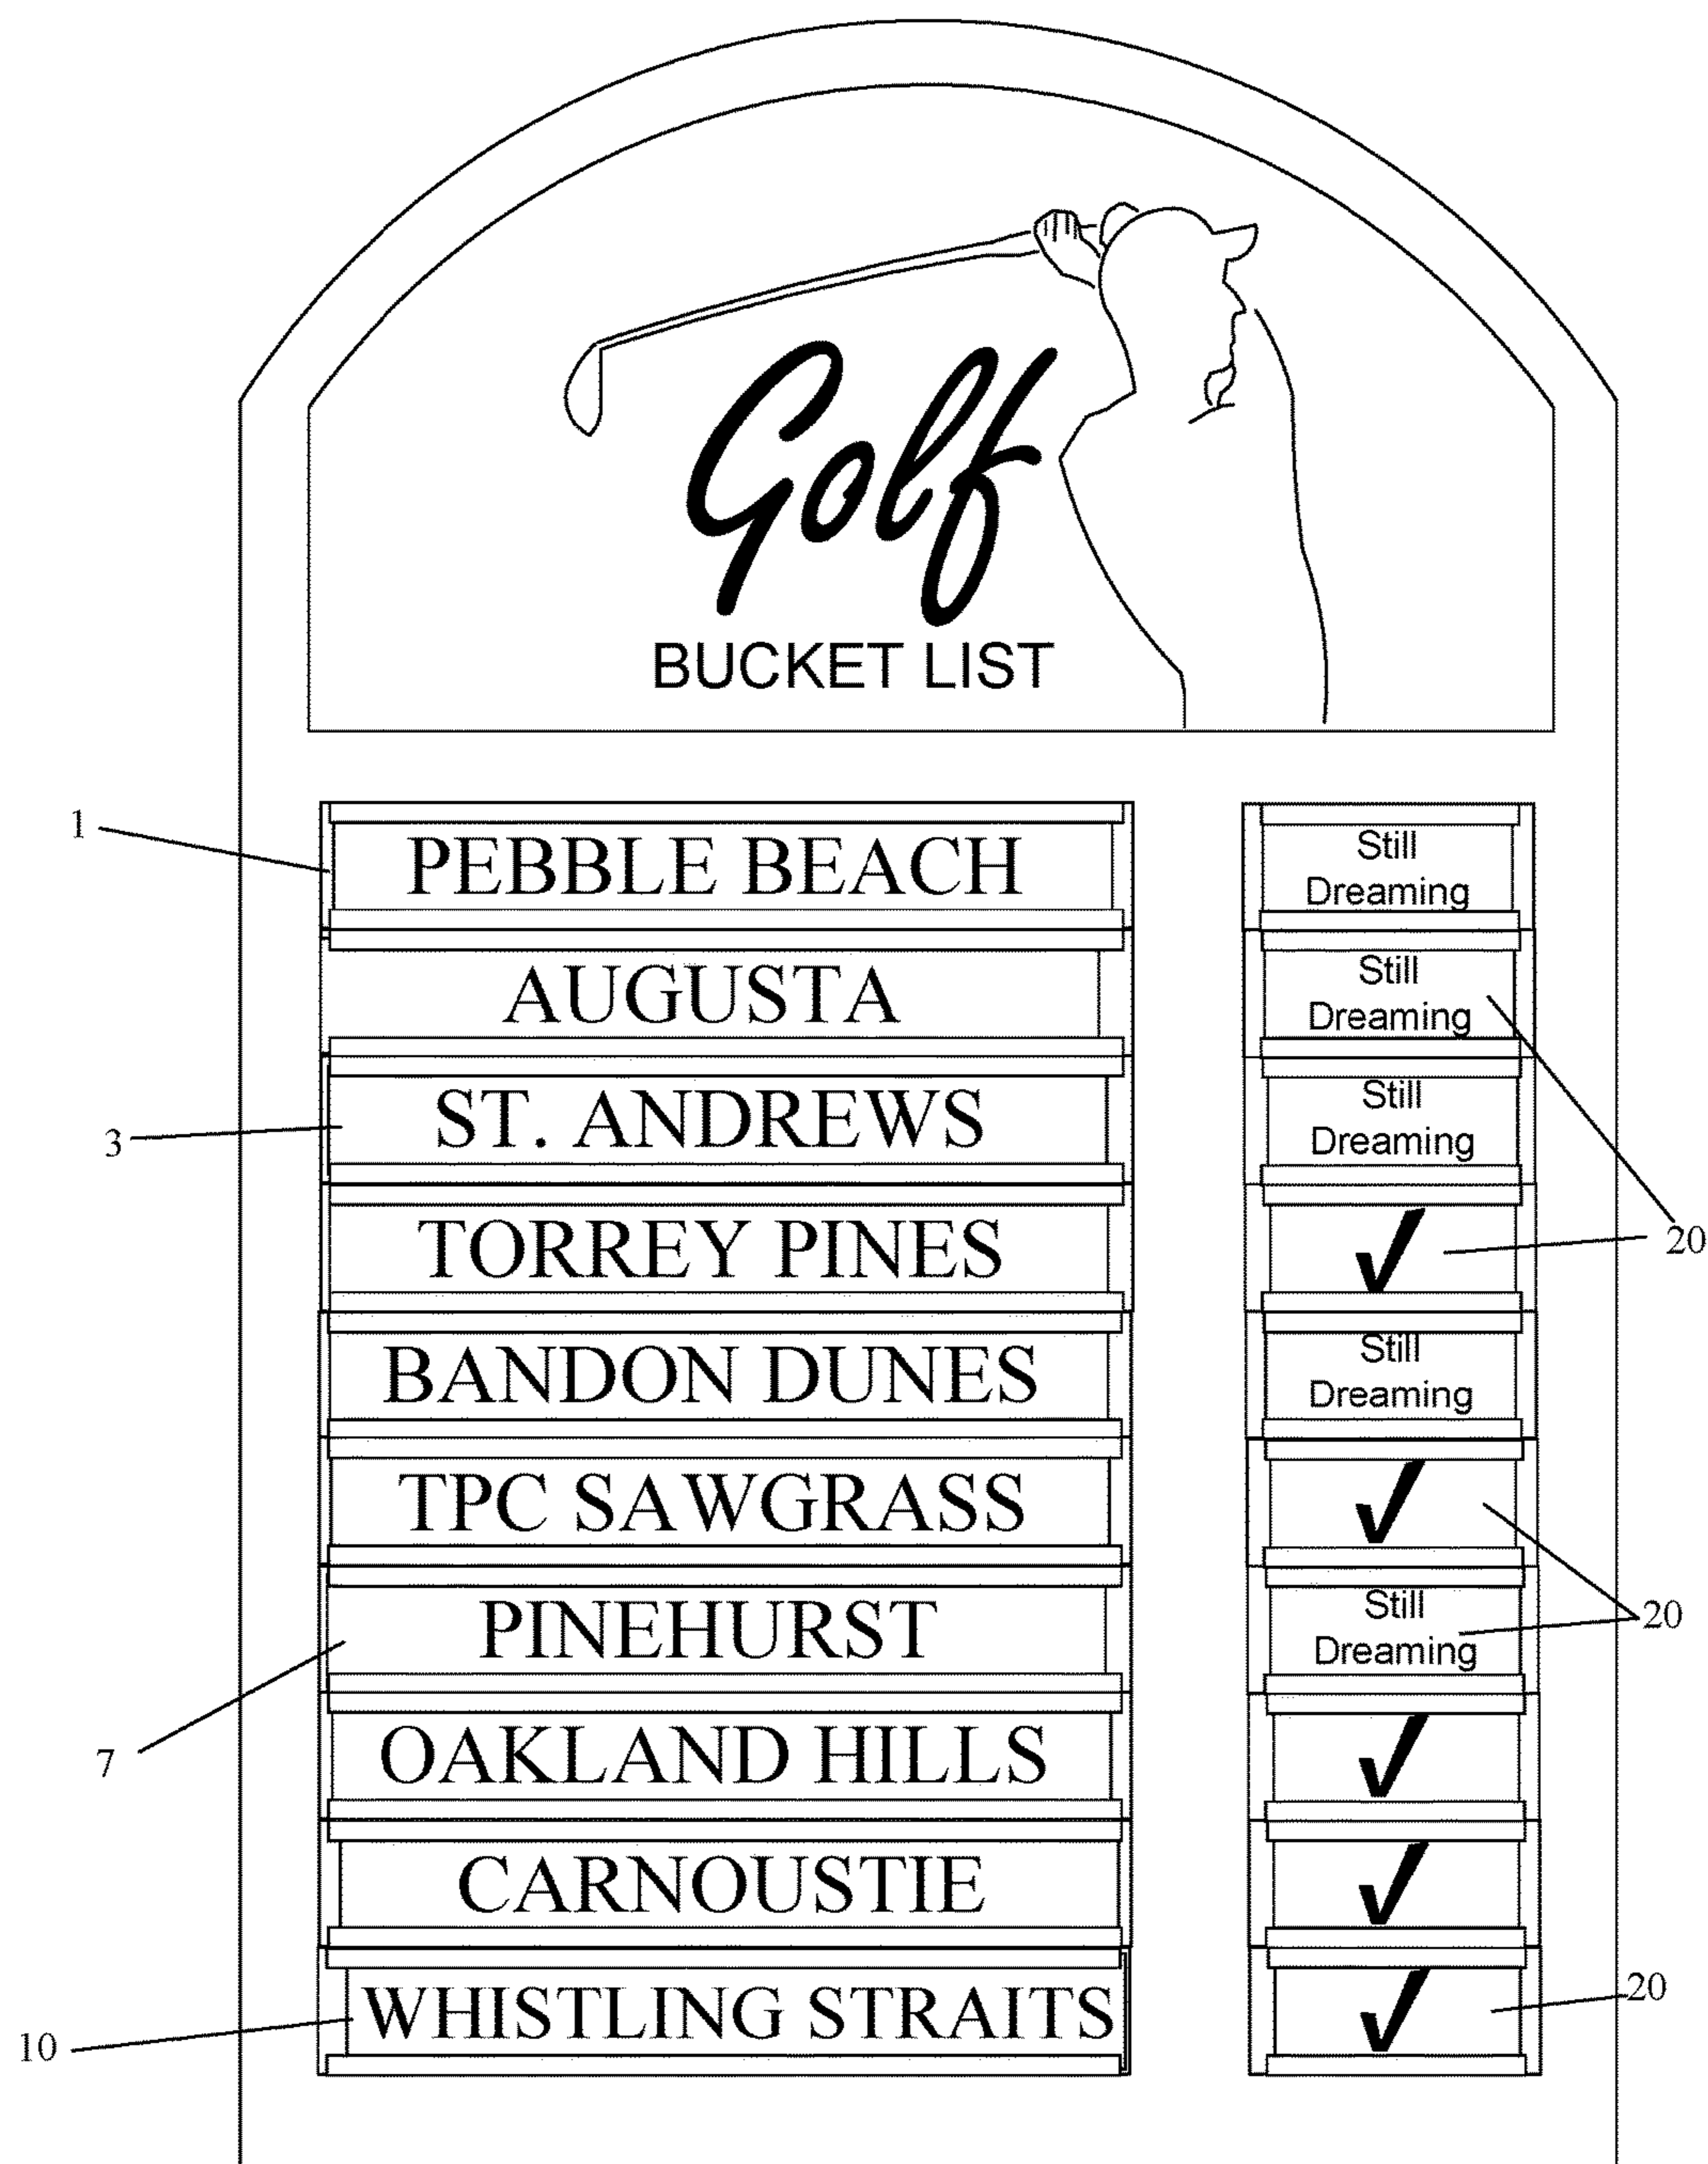 Golf
BUCKET LIST
1
PEBBLE BEACH
Still
Dreaming
AUGUSTA
Still
Dreaming
3
ST. ANDREWS
Still
Dreaming
TORREY PINES
20
BANDON DUNES
Still
Dreaming
TPC SAWGRASS
20
PINEHURST
Still
Dreaming
7
OAKLAND HILLS
CARNOUSTIE
10
WHISTLING STRAITS
20